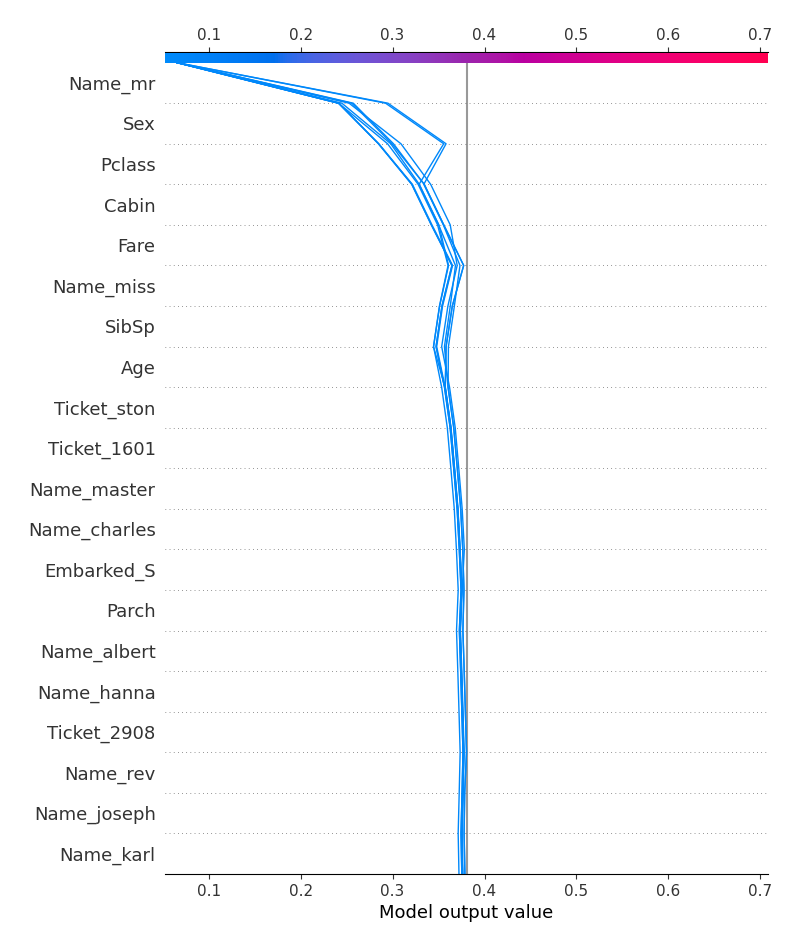 0.1 0.2 0.3 0.4 0.5 0.6 0.7
Name_mr
Sex
Pclass
Cabin
Fare
Name_miss
SibSp
Age
Ticket_ston
Ticket_1601
Name_master
Name_charles
Embarked_S
Parch
Name_albert
Name_hanna
Ticket_2908
Name_rev
Name_joseph
Name_karl
0.1 0.2 0.3 0.4 0.5 0.6 0.7
Model output value